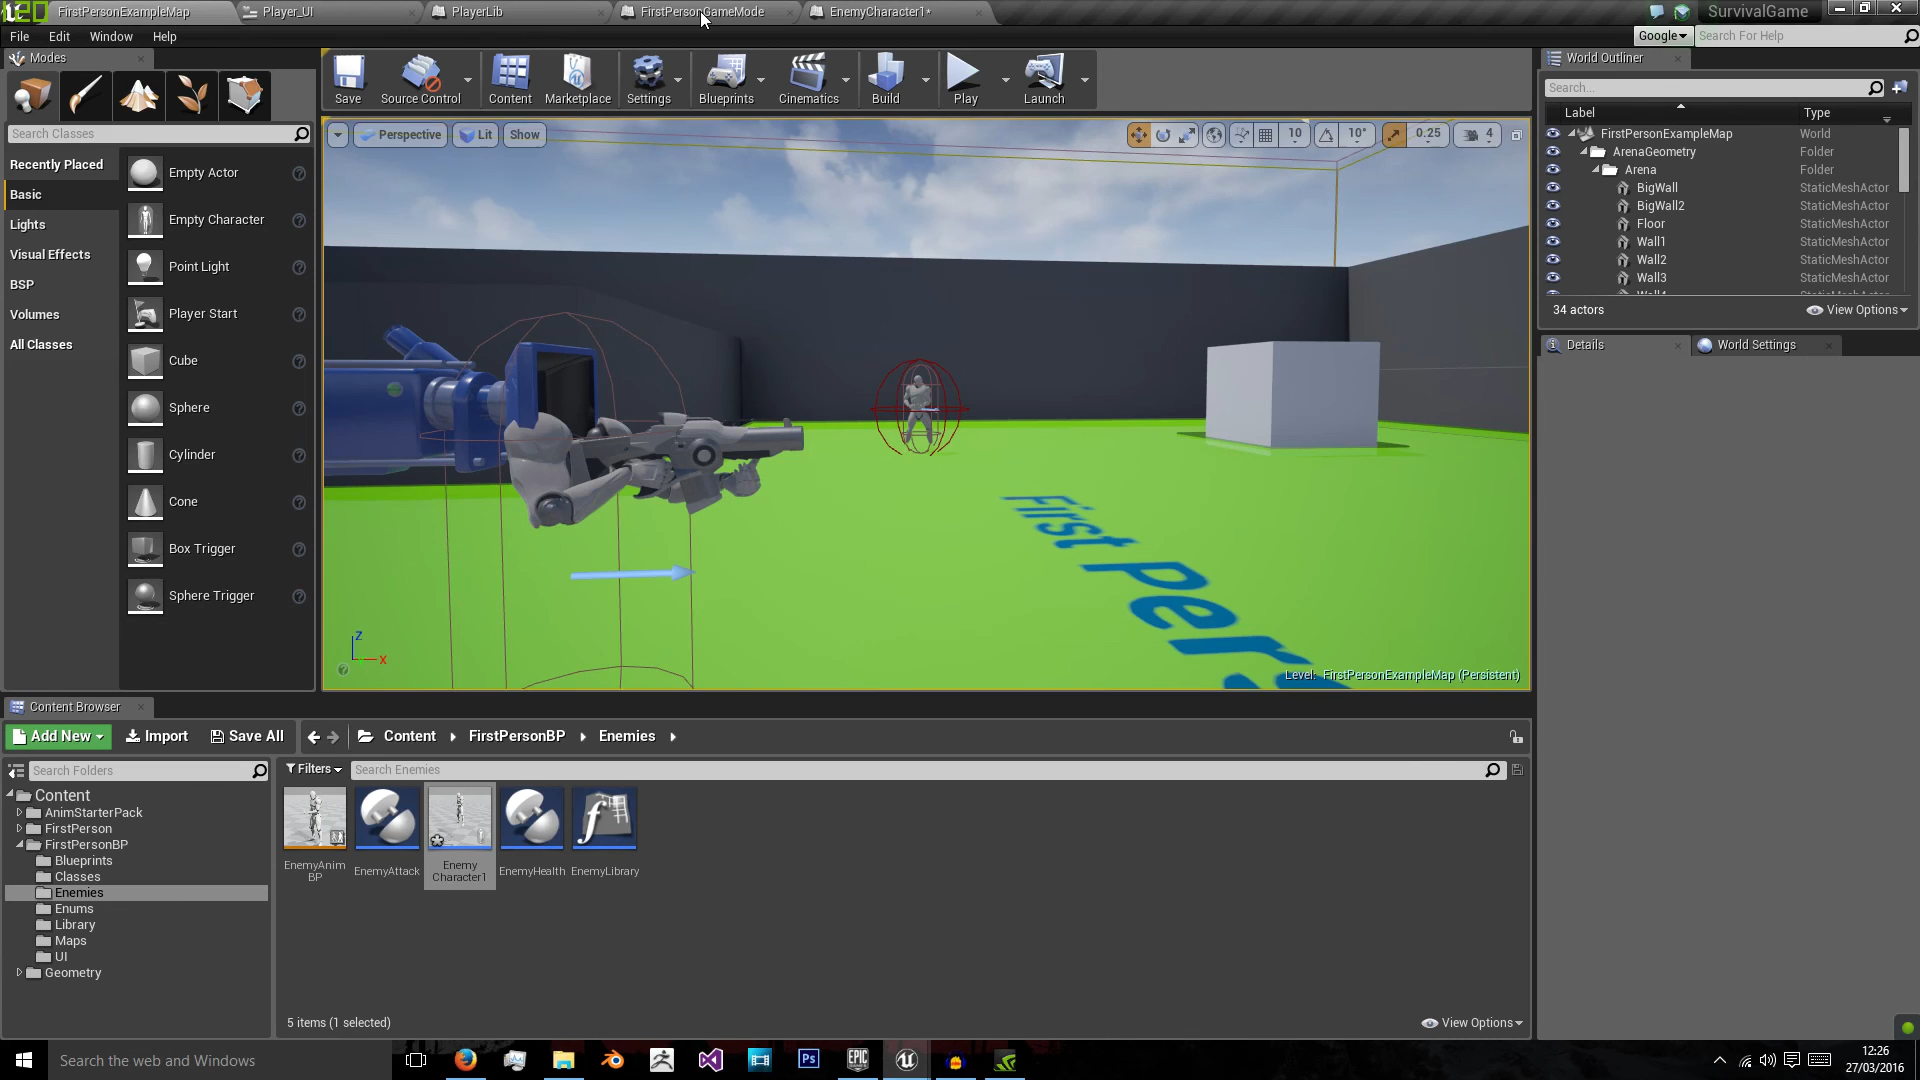 FirstPersonExampleMap
Player_UI
PlayerLib
FirstPersonGameMode
EnemyCharacter1*
SurvivalGame
File
Edit
Window
Help
Google
Search For Help
Modes
Save
Source Control
Content
Marketplace
Settings
Blueprints
Cinematics
Build
Play
Launch
World Outliner
Search...
Label
Type
FirstPersonExampleMap
World
ArenaGeometry
Folder
Arena
Folder
BigWall
StaticMeshActor
BigWall2
StaticMeshActor
Floor
StaticMeshActor
Wall1
StaticMeshActor
Wall2
StaticMeshActor
Wall3
StaticMeshActor
34 actors
View Options
Details
World Settings
Search Classes
Recently Placed
Basic
Lights
Visual Effects
BSP
Volumes
All Classes
Empty Actor
Empty Character
Point Light
Player Start
Cube
Sphere
Cylinder
Cone
Box Trigger
Sphere Trigger
Perspective
Lit
Show
10
10°
0.25
4
First Per
Z
X
Level: FirstPersonExampleMap (Persistent)
Content Browser
Add New
Import
Save All
Content
FirstPersonBP
Enemies
Search Folders
Filters
Search Enemies
Content
AnimStarterPack
FirstPerson
FirstPersonBP
Blueprints
Classes
Enemies
Enums
Library
Maps
UI
Geometry
EnemyAnim
BP
EnemyAttack
Enemy
Character1
EnemyHealth
EnemyLibrary
5 items (1 selected)
View Options
Search the web and Windows
Ps
EPIC
12:26
27/03/2016